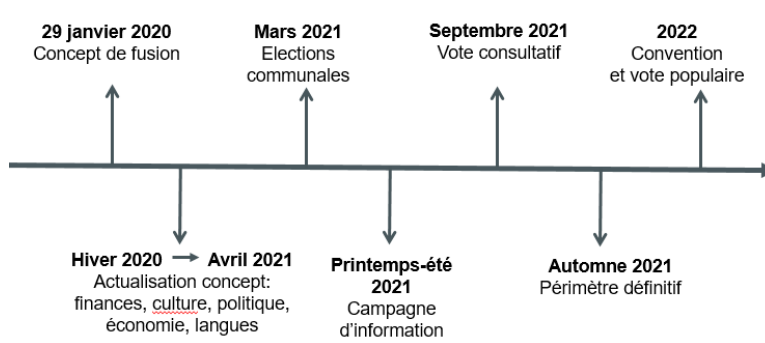 29 janvier 2020
Concept de fusion
Mars 2021
Elections
communales
Septembre 2021
Vote consultatif
2022
Convention
et vote populaire
Hiver 2020 → Avril 2021
Actualisation concept:
finances, culture, politique,
économie, langues
Printemps-été
2021
Campagne
d’information
Automne 2021
Périmètre définitif